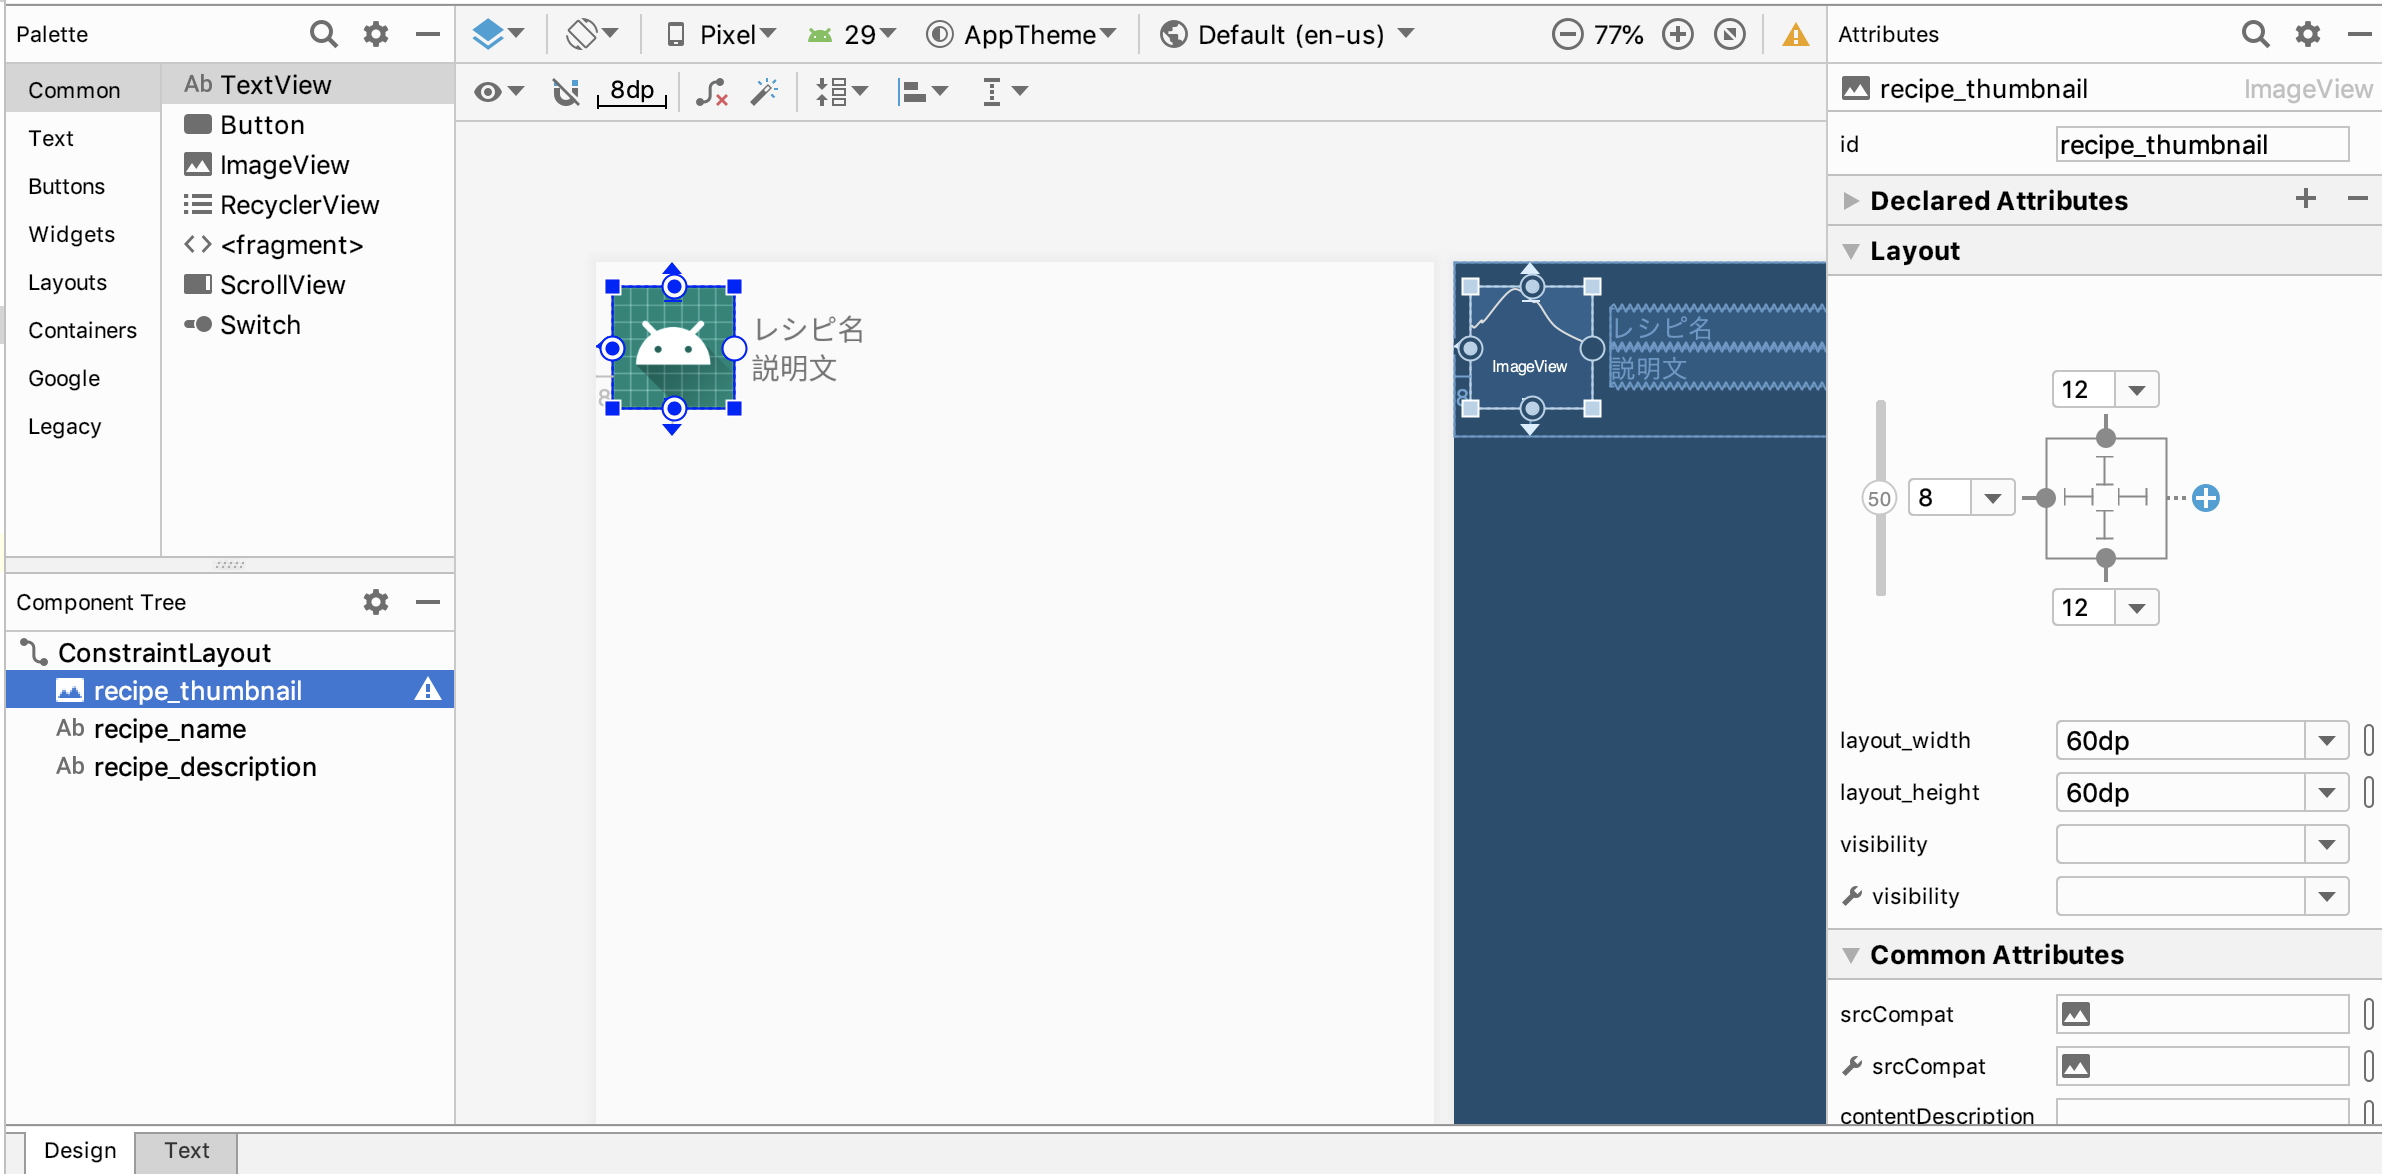 Palette
Common
Text
Buttons
Widgets
Layouts
Containers
Google
Legacy
Ab TextView
Button
ImageView
RecyclerView
<fragment>
ScrollView
Switch
Component Tree
ConstraintLayout
recipe_thumbnail
Ab recipe_name
Ab recipe_description
Design
Text
Pixel
29
AppTheme
Default (en-us)
77%
8dp
レシピ名
説明文
8
レシピ名
説明文
ImageView
8
Attributes
recipe_thumbnail ImageView
id recipe_thumbnail
Declared Attributes
Layout
12
50
8
12
layout_width 60dp
layout_height 60dp
visibility
visibility
Common Attributes
srcCompat
srcCompat
contentDescription